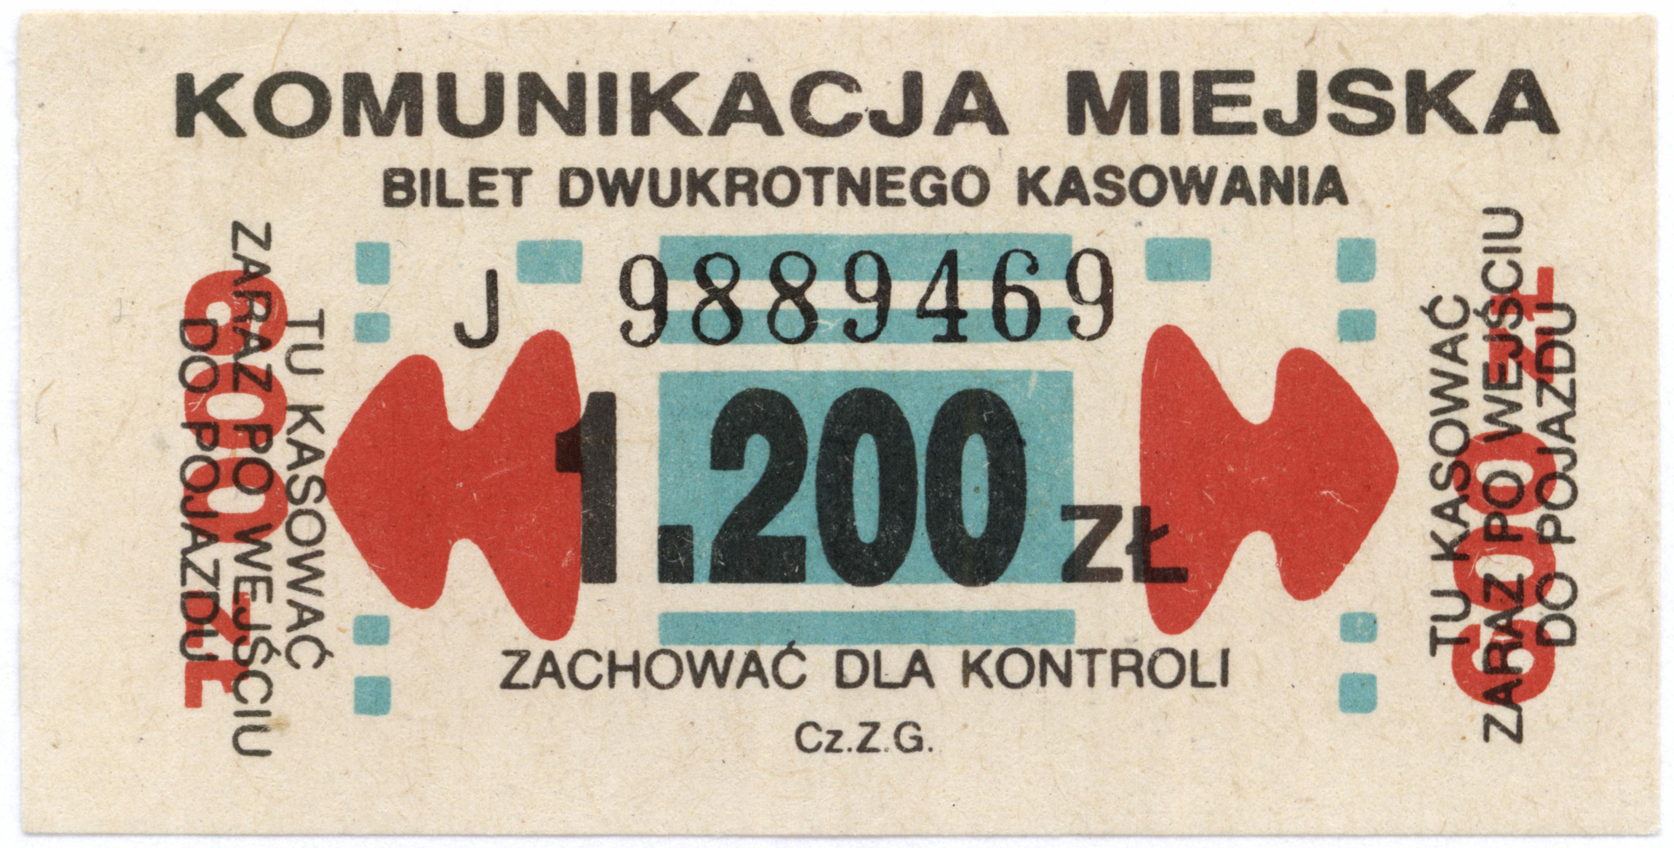 KOMUNIKACJA MIEJSKA
BILET DWUKROTNEGO KASOWANIA
J 9889469
1.200 ZŁ
ZACHOWAĆ DLA KONTROLI
Cz.Z.G.
TU KASOWAĆ
ZARAZ PO WEJŚCIU
DO POJAZDU
600 ZŁ
TU KASOWAĆ
ZARAZ PO WEJŚCIU
DO POJAZDU
600 ZŁ